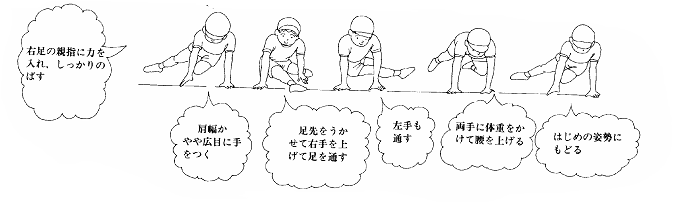 右足の親指に力を
入れ、しっかりの
ばす
肩幅か
やや広目に手
をつく
足先をうか
せて右手を上
げて足を通す
左手も
通す
両手に体重をか
けて腰を上げる
はじめの姿勢に
もどる